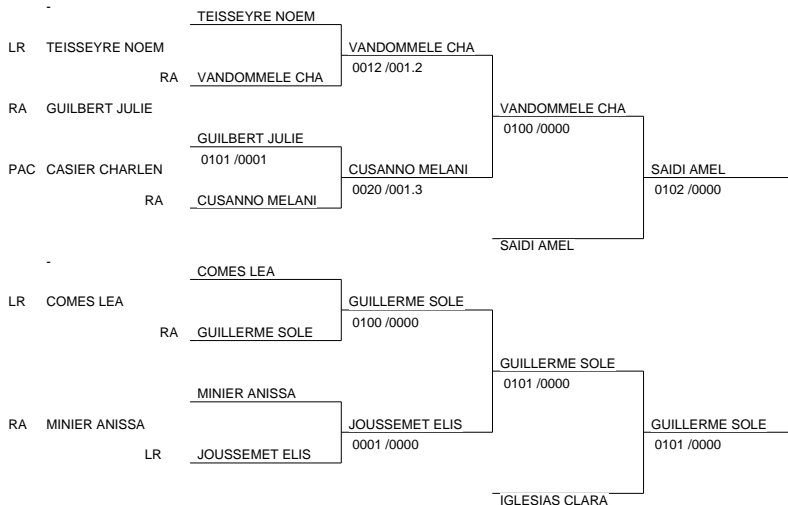 -
TEISSEYRE NOEM
LR TEISSEYRE NOEM VANDOMMELE CHA
0012 /001.2
RA VANDOMMELE CHA
RA GUILBERT JULIE VANDOMMELE CHA
0100 /0000
GUILBERT JULIE
0101 /0001
PAC CASIER CHARLEN CUSANNO MELANI SAIDI AMEL
0020 /001.3 0102 /0000
RA CUSANNO MELANI
SAIDI AMEL
-
COMES LEA
LR COMES LEA GUILLERME SOLE
0100 /0000
RA GUILLERME SOLE
GUILLERME SOLE
0101 /0000
MINIER ANISSA
RA MINIER ANISSA JOUSSEMET ELIS GUILLERME SOLE
0001 /0000 0101 /0000
LR JOUSSEMET ELIS
IGLESIAS CLARA